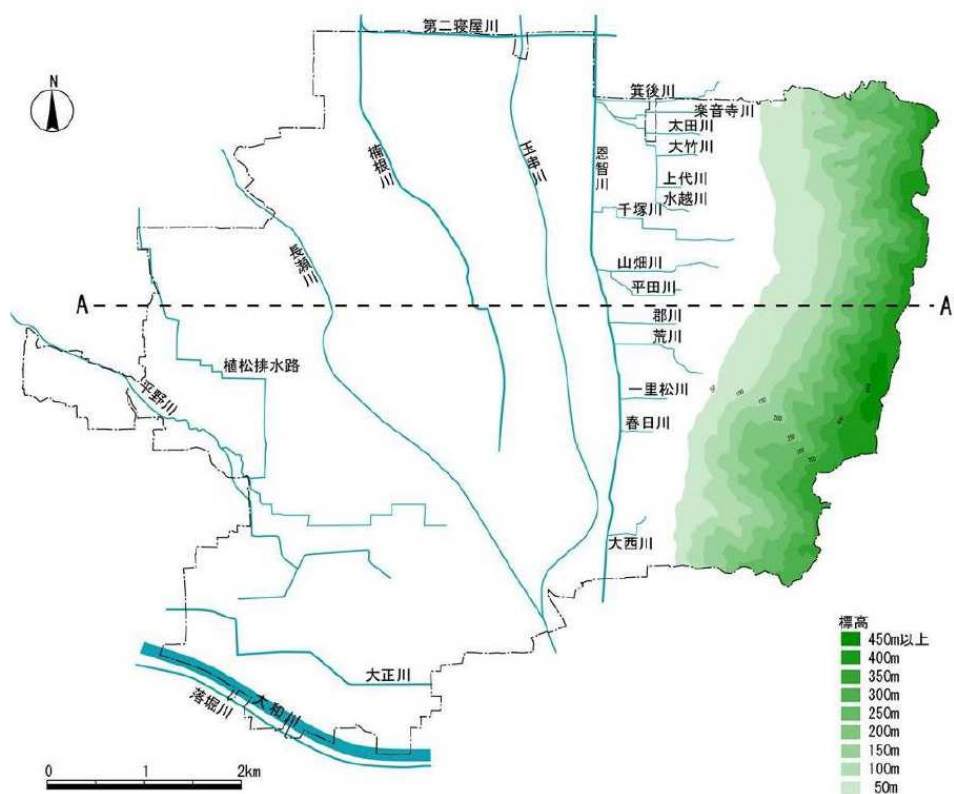 第二寝屋川
N
箕後川
楽音寺川
太田川
大竹川
恩智川
玉串川
楠根川
上代川
水越川
千塚川
長瀬川
山畑川
平田川
A
A
郡川
荒川
植松排水路
平野川
一里松川
春日川
大西川
大正川
大和川
落堀川
標高
450m以上
400m
350m
300m
250m
200m
150m
100m
50m
0 1 2km